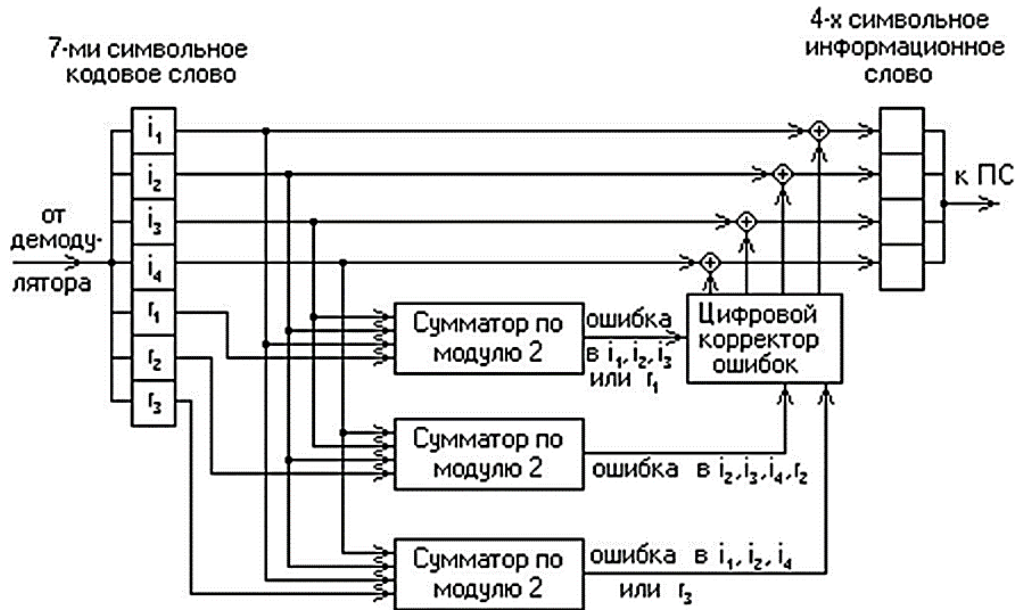 7-ми символьное
кодовое слово
4-х символьное
информационное
слово
i₁
i₂
i₃
i₄
r₁
r₂
r₃
от
демоду-
лятора
к ПС
Сумматор по
модулю 2
ошибка
в i₁, i₂, i₃
или r₁
Цифровой
корректор
ошибок
Сумматор по
модулю 2
ошибка в i₂, i₃, i₄, r₂
Сумматор по
модулю 2
ошибка в i₁, i₂, i₄
или r₃